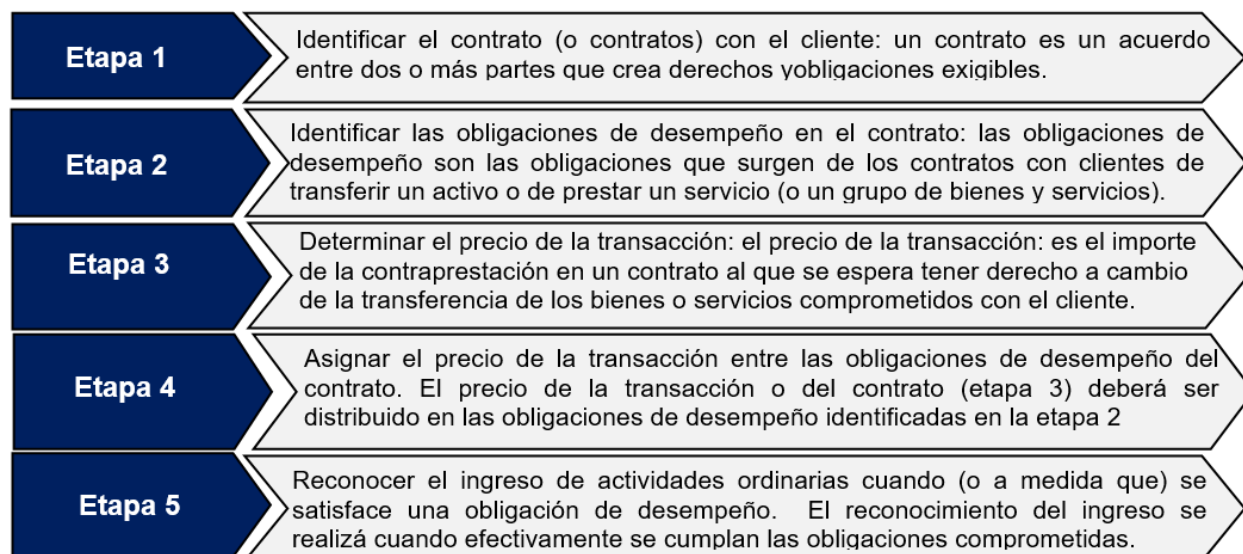 Etapa 1
Identificar el contrato (o contratos) con el cliente: un contrato es un acuerdo
entre dos o más partes que crea derechos yobligaciones exigibles.
Etapa 2
Identificar las obligaciones de desempeño en el contrato: las obligaciones de
desempeño son las obligaciones que surgen de los contratos con clientes de
transferir un activo o de prestar un servicio (o un grupo de bienes y servicios).
Etapa 3
Determinar el precio de la transacción: el precio de la transacción: es el importe
de la contraprestación en un contrato al que se espera tener derecho a cambio
de la transferencia de los bienes o servicios comprometidos con el cliente.
Etapa 4
Asignar el precio de la transacción entre las obligaciones de desempeño del
contrato. El precio de la transacción o del contrato (etapa 3) deberá ser
distribuido en las obligaciones de desempeño identificadas en la etapa 2
Etapa 5
Reconocer el ingreso de actividades ordinarias cuando (o a medida que) se
satisface una obligación de desempeño. El reconocimiento del ingreso se
realizá cuando efectivamente se cumplan las obligaciones comprometidas.